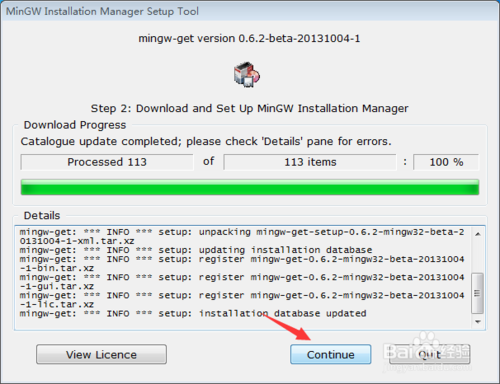 MinGW Installation Manager Setup Tool
mingw-get version 0.6.2-beta-20131004-1
Step 2: Download and Set Up MinGW Installation Manager
Download Progress
Catalogue update completed; please check 'Details' pane for errors.
Processed 113 of 113 items : 100 %
Details
mingw-get: *** INFO *** setup: unpacking mingw-get-setup-0.6.2-mingw32-beta-2
0131004-1-xml.tar.xz
mingw-get: *** INFO *** setup: updating installation database
mingw-get: *** INFO *** setup: register mingw-get-0.6.2-mingw32-beta-20131004
-1-bin.tar.xz
mingw-get: *** INFO *** setup: register mingw-get-0.6.2-mingw32-beta-20131004
-1-gui.tar.xz
mingw-get: *** INFO *** setup: register mingw-get-0.6.2-mingw32-beta-20131004
-1-lic.tar.xz
mingw-get: *** INFO *** setup: installation database updated
View Licence Continue Quit
Baidu 经验